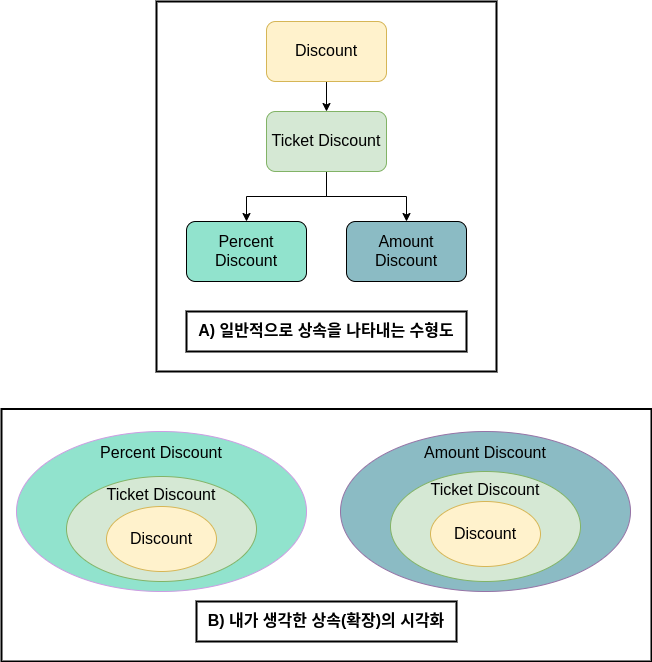 Discount
Ticket Discount
Percent
Discount
Amount
Discount
A) 일반적으로 상속을 나타내는 수형도
Percent Discount
Ticket Discount
Discount
Amount Discount
Ticket Discount
Discount
B) 내가 생각한 상속(확장)의 시각화